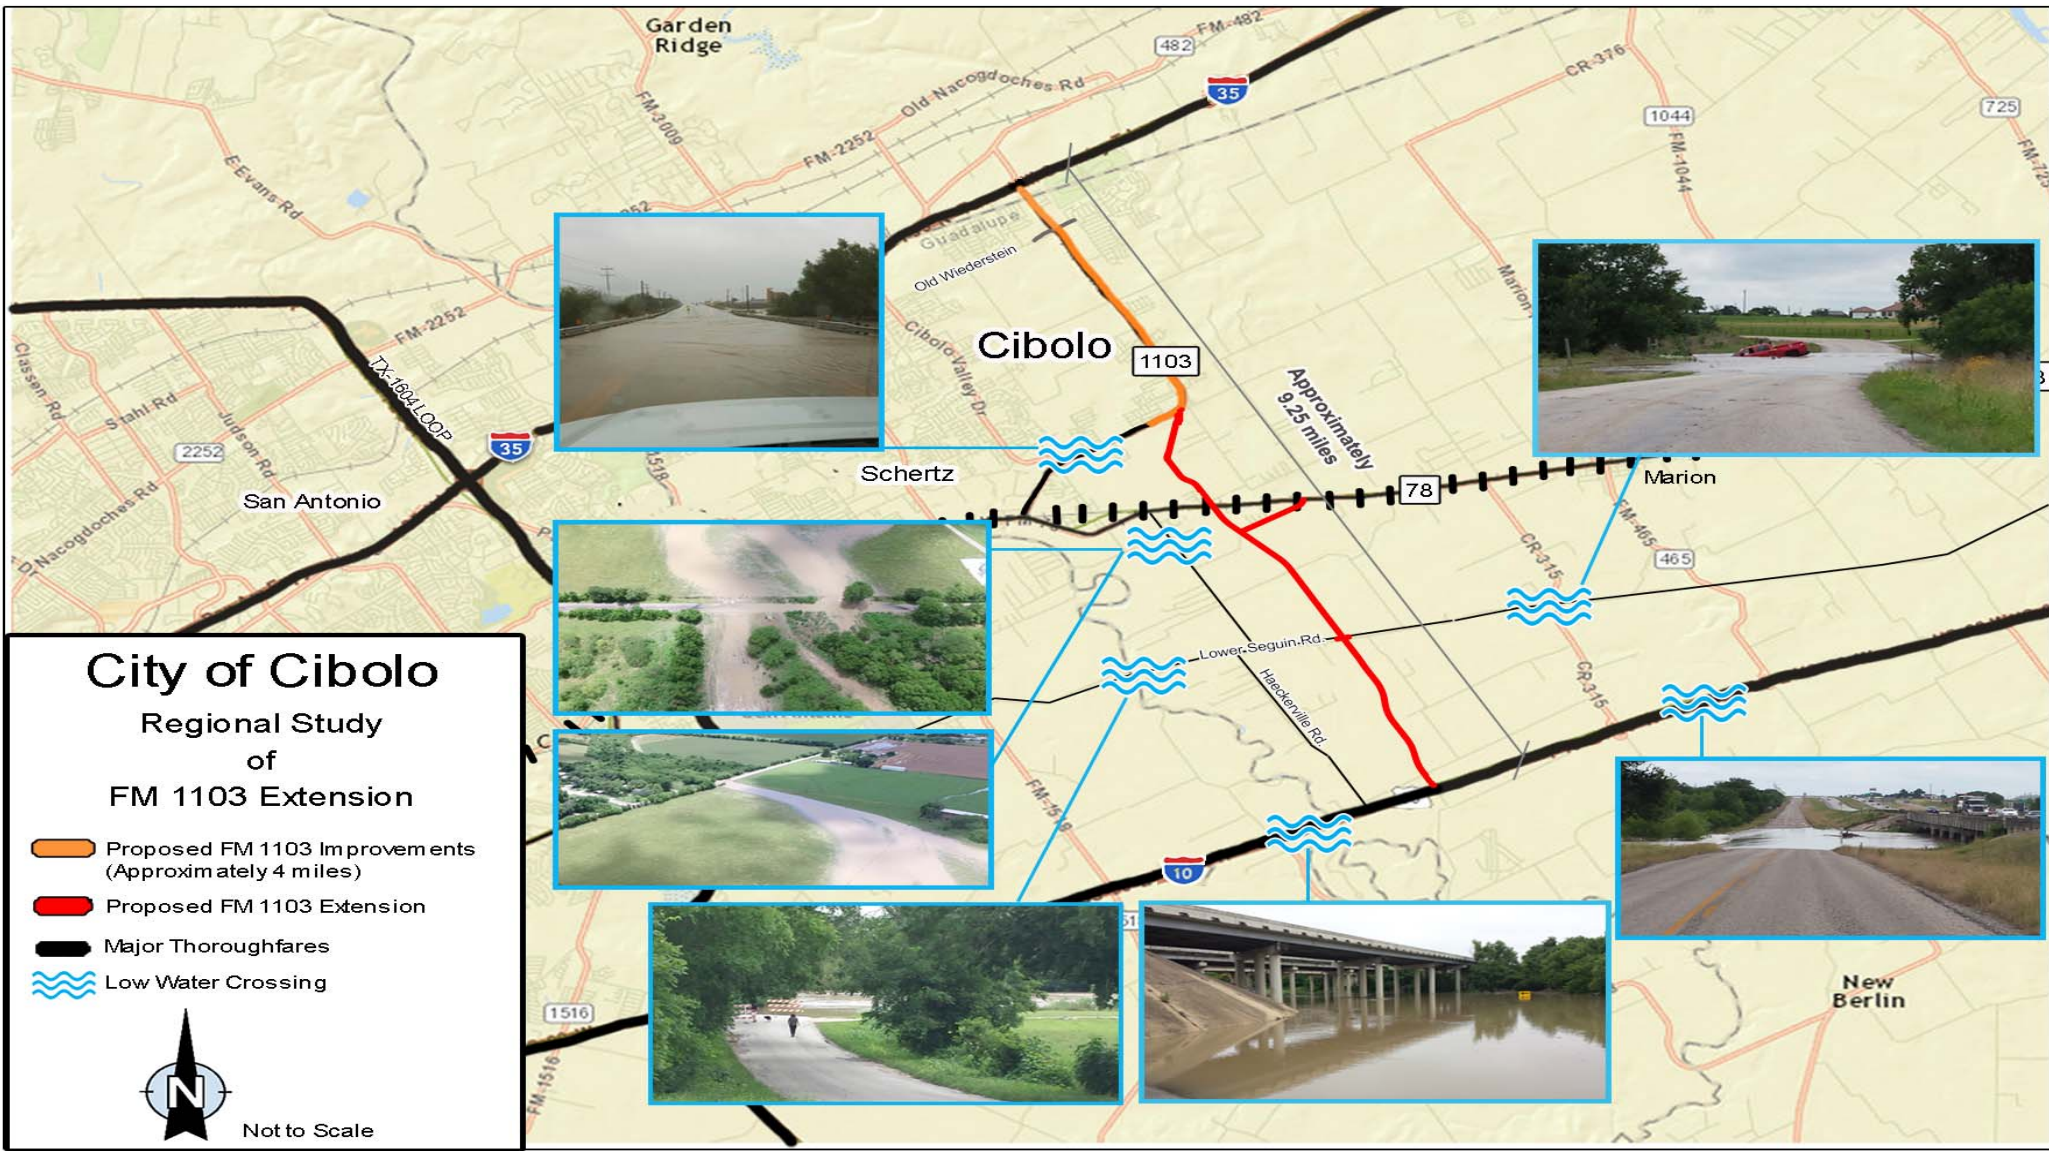 Garden
Ridge
482
FM-482
Old Nacogdoches Rd
35
CR-376
1044
725
FM-3009
FM-2252
FM-1044
E Evans Rd
Guadalupe
Old Wiederstein
FM-2252
Cibolo
1103
Cibolo Valley Dr
Approximately
9.25 miles
TX-1604 LOOP
Classen Rd
Stahl Rd
Judson Rd
2252
35
Schertz
San Antonio
78
Marion
FM-465
CR-315
465
Lower Seguin Rd.
Haeckerville Rd.
CR-315
10
1516
FM-1516
New
Berlin
City of Cibolo
Regional Study
of
FM 1103 Extension
Proposed FM 1103 Improvements
(Approximately 4 miles)
Proposed FM 1103 Extension
Major Thoroughfares
Low Water Crossing
N
Not to Scale